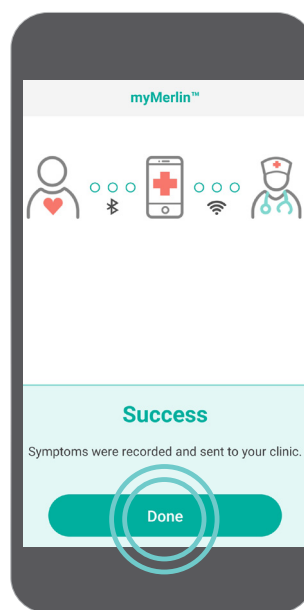 myMerlin™
Success
Symptoms were recorded and sent to your clinic.
Done